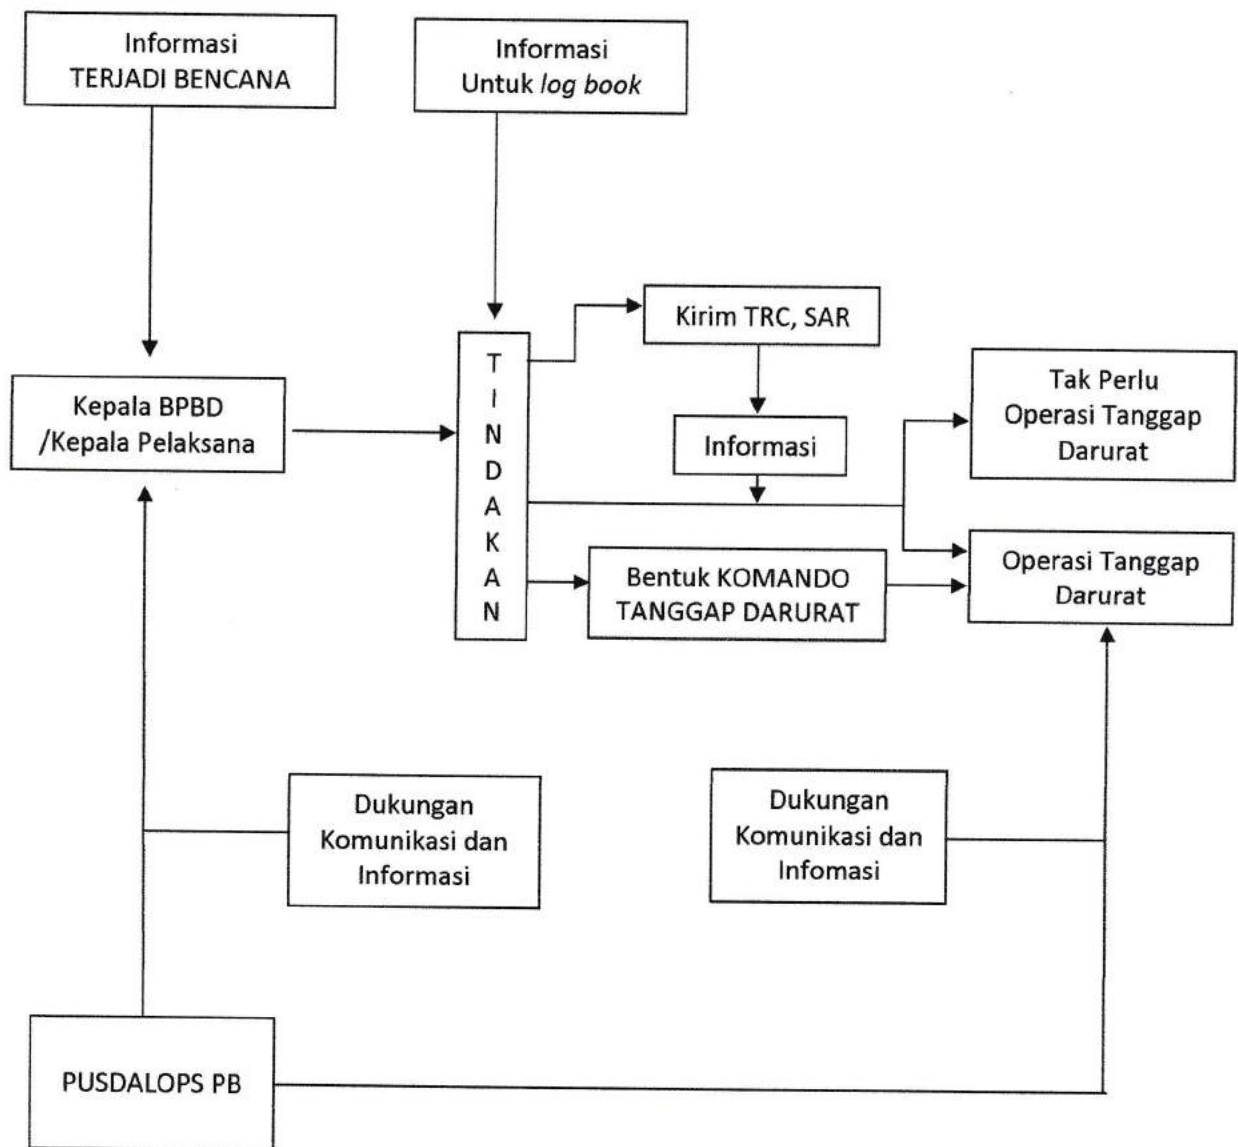 Informasi
TERJADI BENCANA
Informasi
Untuk log book
Kirim TRC, SAR
Kepala BPBD
/Kepala Pelaksana
T
I
N
D
A
K
A
N
Informasi
Tak Perlu
Operasi Tanggap
Darurat
Bentuk KOMANDO
TANGGAP DARURAT
Operasi Tanggap
Darurat
Dukungan
Komunikasi dan
Informasi
Dukungan
Komunikasi dan
Infomasi
PUSDALOPS PB